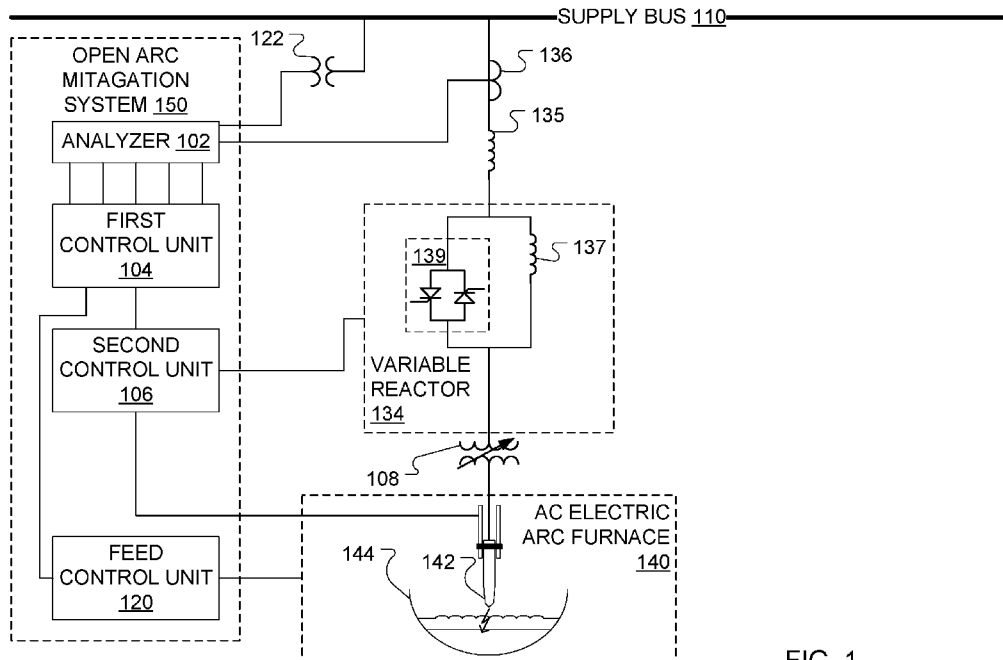 SUPPLY BUS 110
OPEN ARC
MITAGATION
SYSTEM 150
122
136
135
ANALYZER 102
FIRST
CONTROL UNIT
104
139
137
SECOND
CONTROL UNIT
106
VARIABLE
REACTOR
134
108
AC ELECTRIC
ARC FURNACE
140
144
142
FEED
CONTROL UNIT
120
FIG. 1